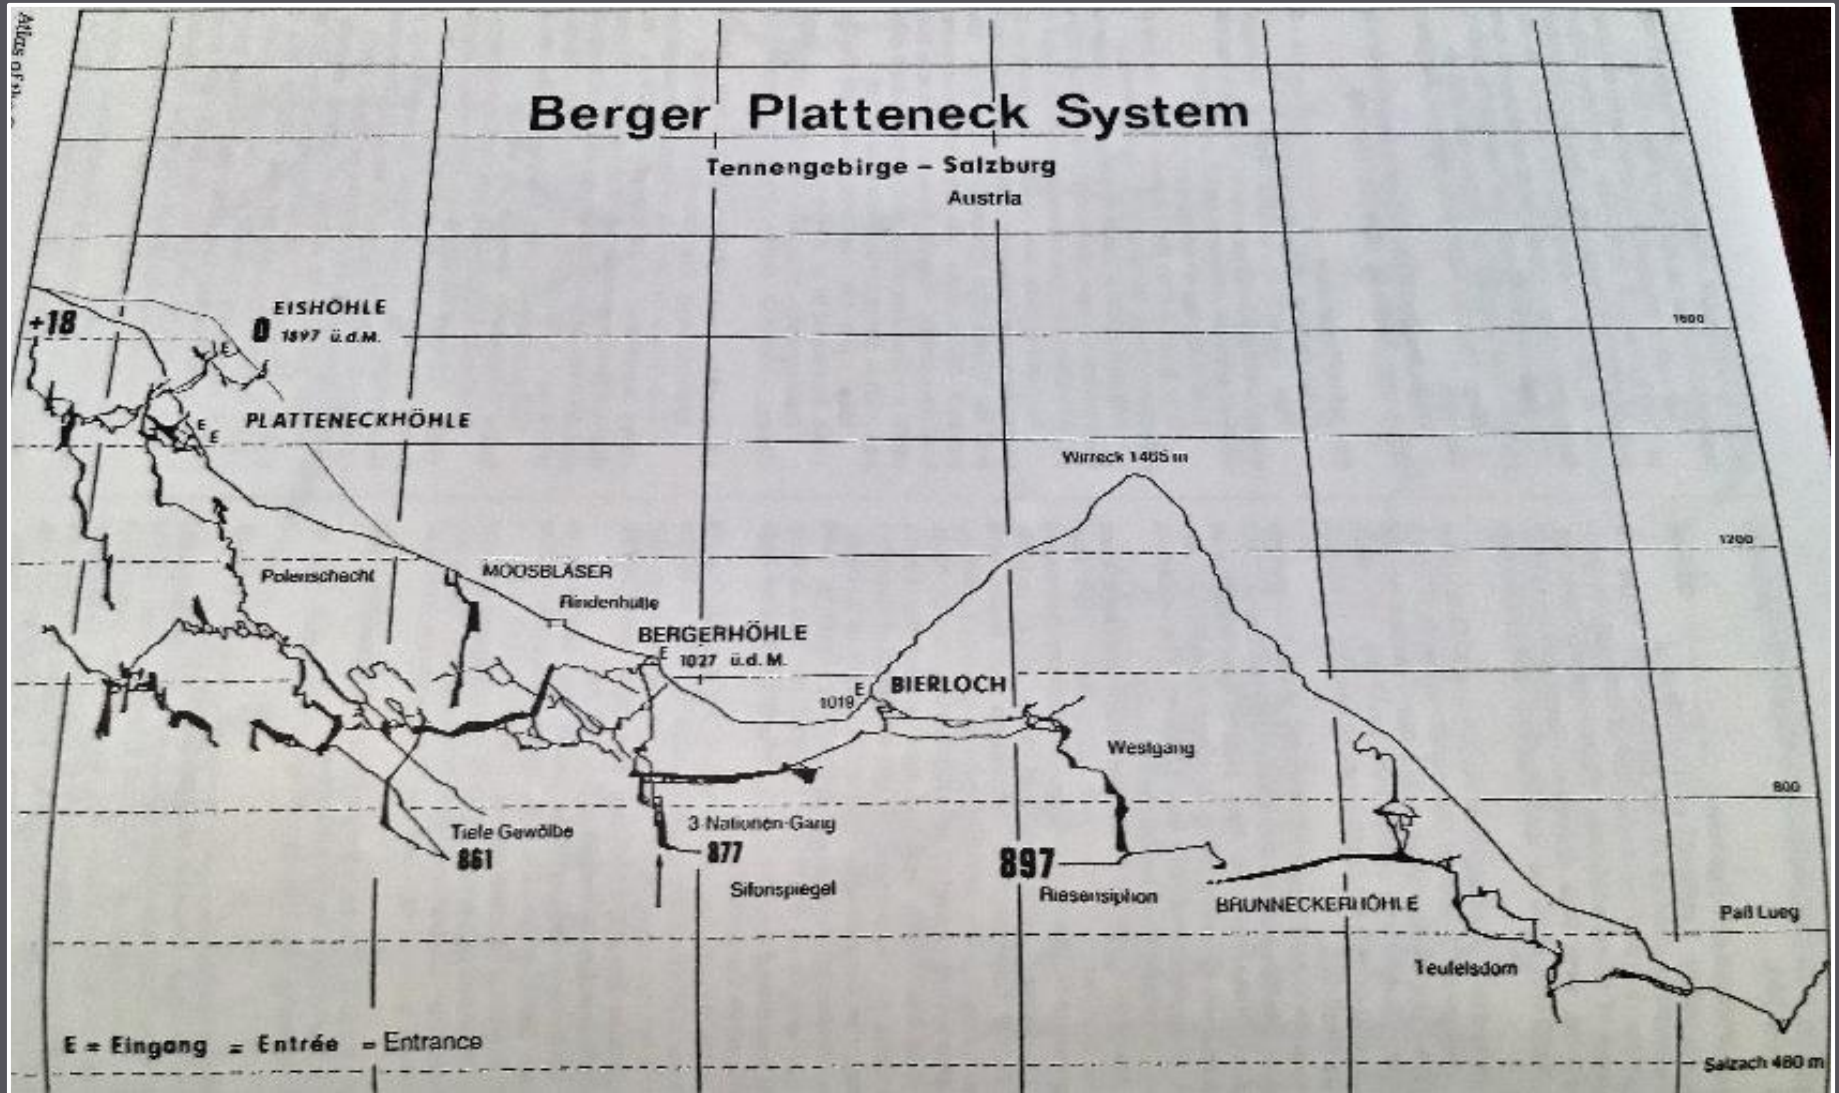 Berger Platteneck System
Tennengebirge – Salzburg
Austria
+18
EISHÖHLE
0 1897 ü.d.M.
1600
PLATTENECKHÖHLE
Wirreck 1465 m
1200
Polenschacht
MOOSBLÄSER
Rindenhütte
BERGERHÖHLE
E 1027 ü.d.M.
E BIERLOCH
1019
Westgang
800
Tiefe Gewölbe
861
3-Nationen-Gang
877
Sifonspiegel
897
Riesensiphon
BRUNNECKERHÖHLE
Paß Lueg
Teufelsdom
E = Eingang = Entrée = Entrance
Salzach 480 m
E
E
E